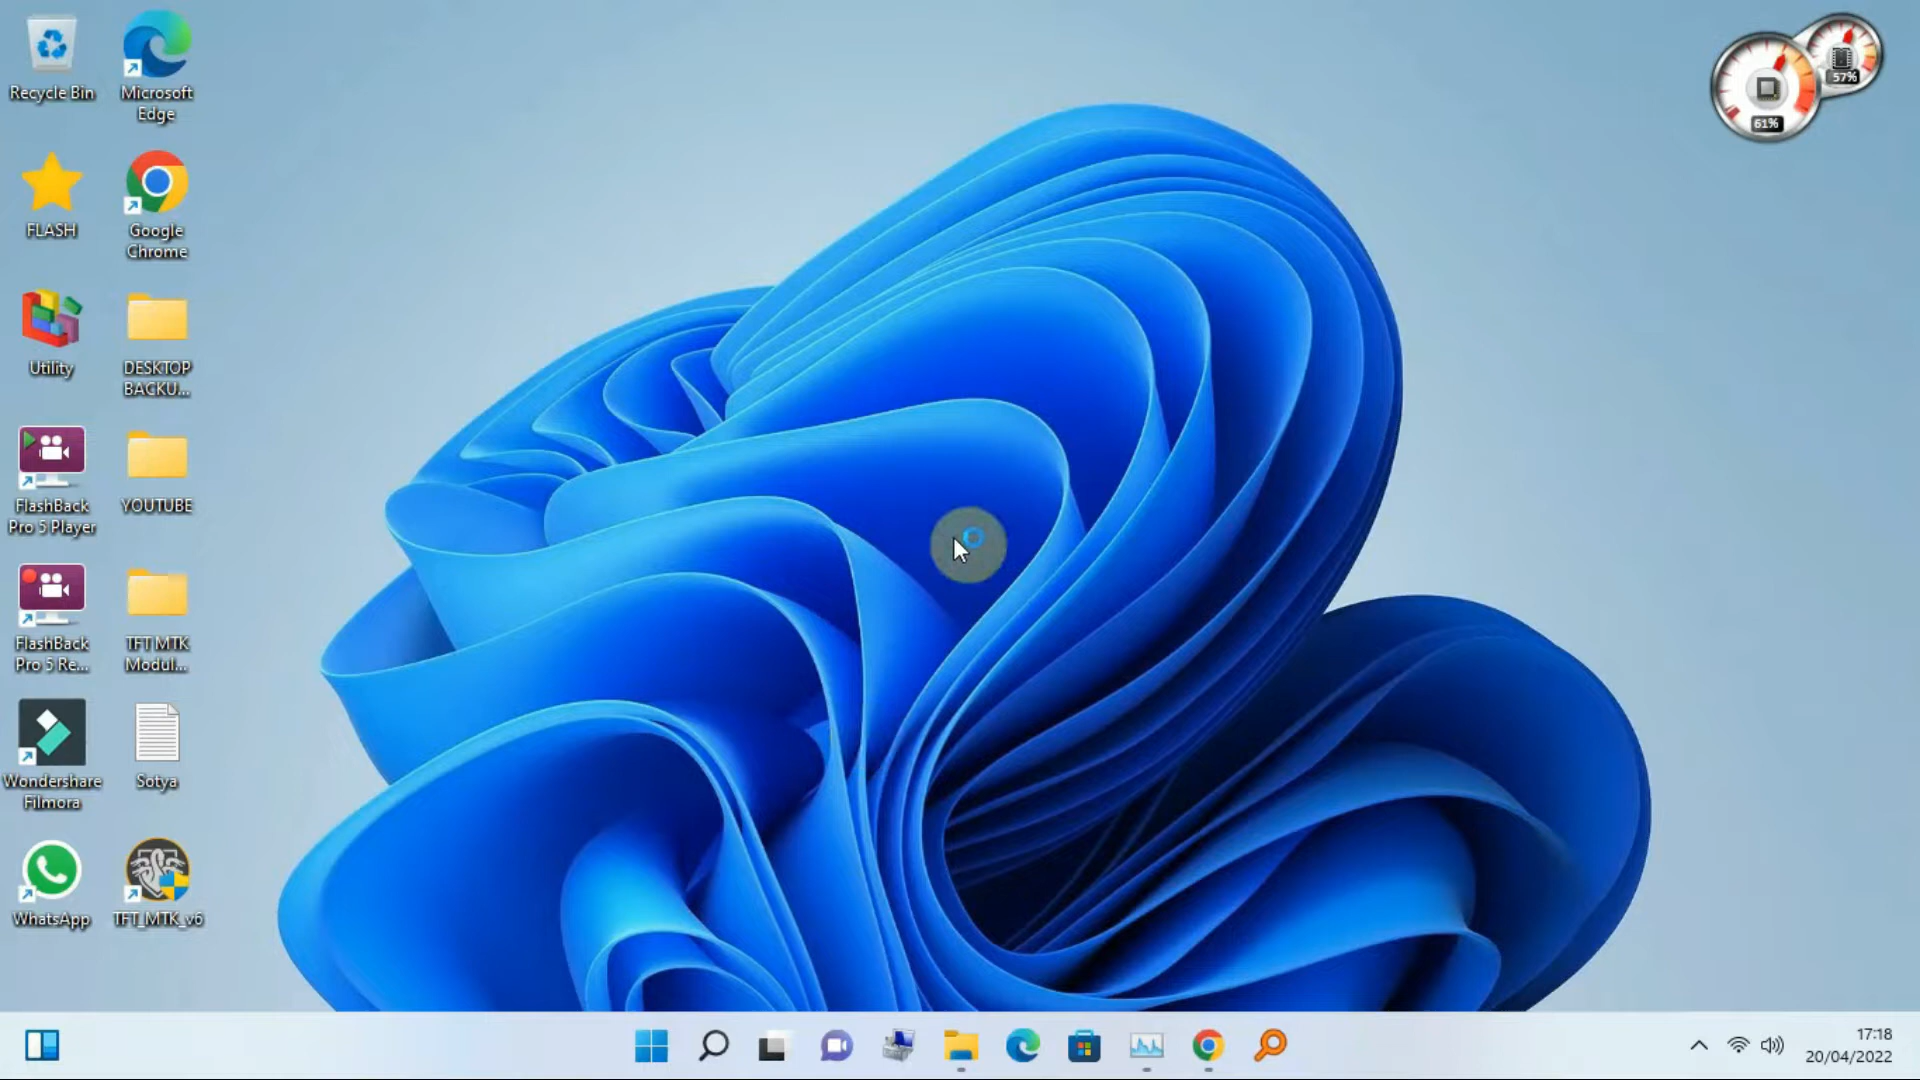 Recycle Bin
Microsoft
Edge
FLASH
Google
Chrome
Utility
DESKTOP
BACKU...
FlashBack
Pro 5 Player
YOUTUBE
FlashBack
Pro 5 Re...
TFT MTK
Modul...
Wondershare
Filmora
Sotya
WhatsApp
TFT_MTK_v6
57%
61%
17:18
20/04/2022